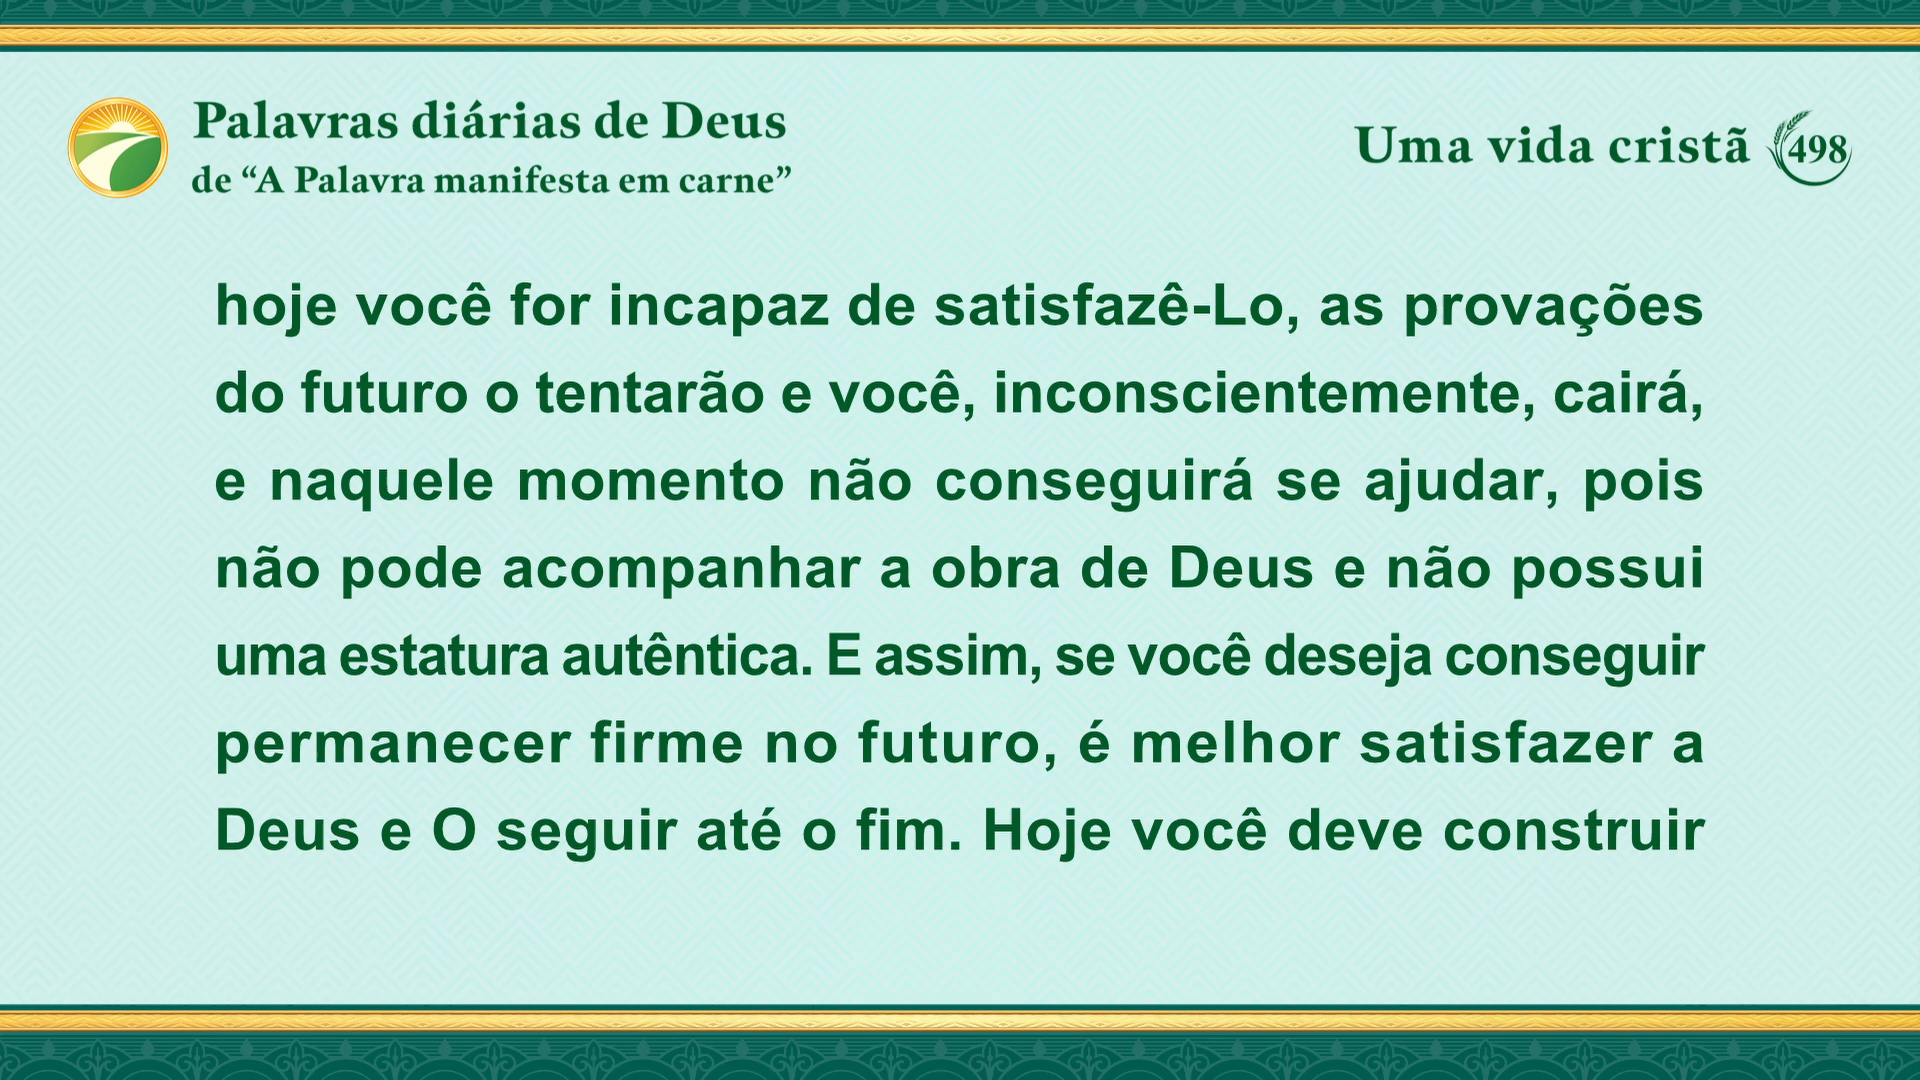 Palavras diárias de Deus
de “A Palavra manifesta em carne”
Uma vida cristã 498
hoje você for incapaz de satisfazê-Lo, as provações
do futuro o tentarão e você, inconscientemente, cairá,
e naquele momento não conseguirá se ajudar, pois
não pode acompanhar a obra de Deus e não possui
uma estatura autêntica. E assim, se você deseja conseguir
permanecer firme no futuro, é melhor satisfazer a
Deus e O seguir até o fim. Hoje você deve construir